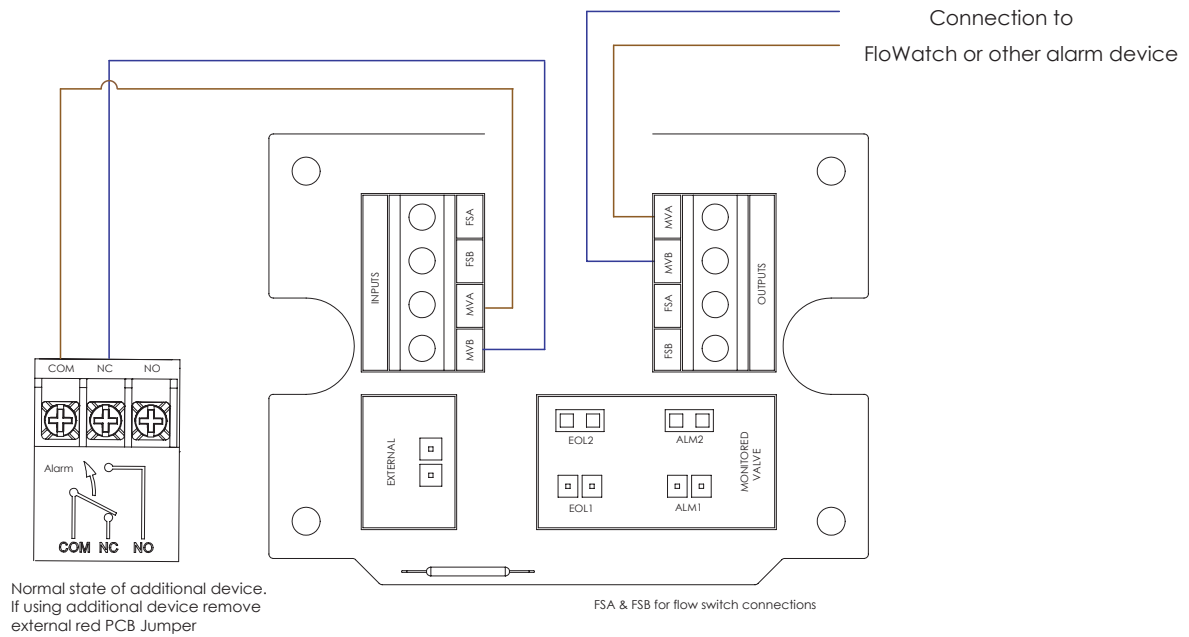 Connection to
FloWatch or other alarm device
INPUTS
FSA
FSB
MVA
MVB
MVA
MVB
FSA
FSB
OUTPUTS
COM NC NO
Alarm
COM NC NO
EXTERNAL
EOL2
ALM2
EOL1
ALM1
MONITORED
VALVE
Normal state of additional device.
If using additional device remove
external red PCB Jumper
FSA & FSB for flow switch connections